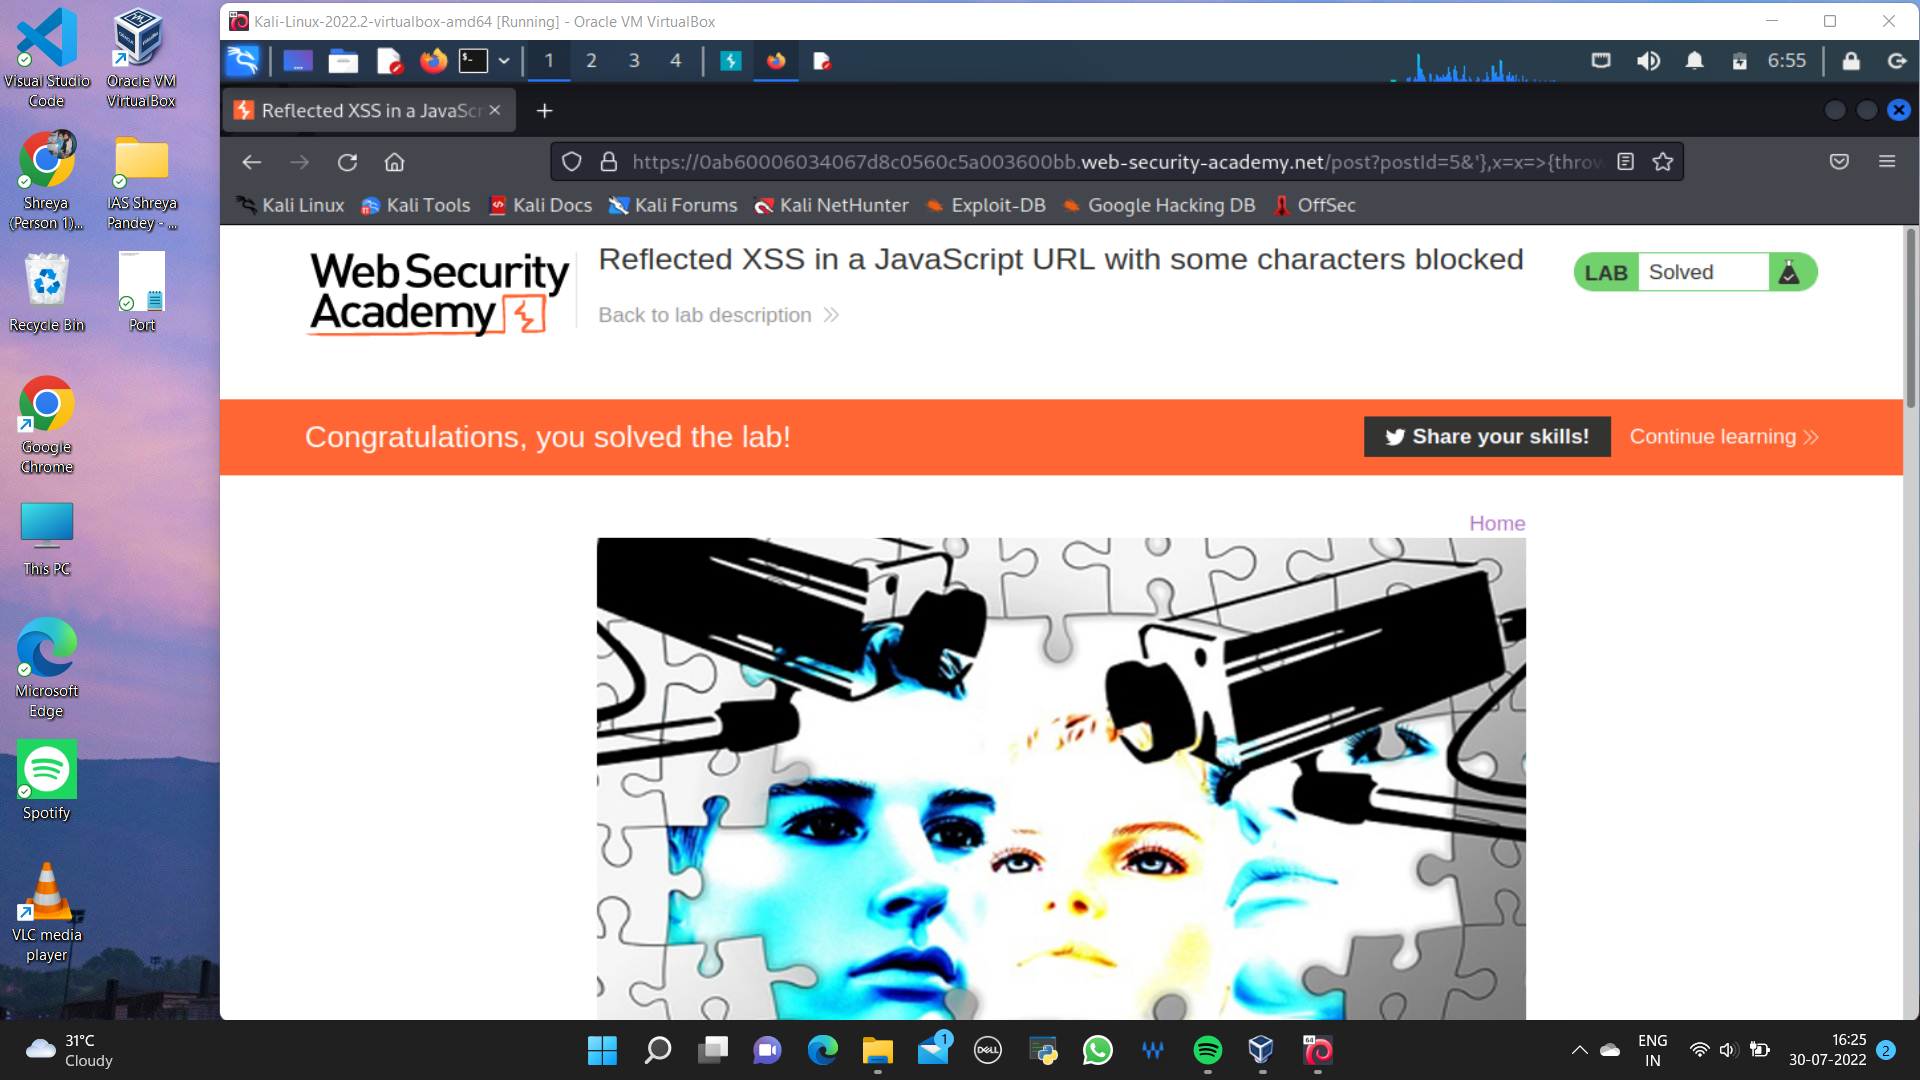 Kali-Linux-2022.2-virtualbox-amd64 [Running] - Oracle VM VirtualBox
1 2 3 4
6:55
Reflected XSS in a JavaScr
https://0ab60006034067d8c0560c5a003600bb.web-security-academy.net/post?postId=5&'},x=x=>{throw
Kali Linux Kali Tools Kali Docs Kali Forums Kali NetHunter Exploit-DB Google Hacking DB OffSec
Web Security
Academy
Reflected XSS in a JavaScript URL with some characters blocked
Back to lab description
LAB Solved
Congratulations, you solved the lab!
Share your skills!
Continue learning
Home
Visual Studio
Code
Oracle VM
VirtualBox
Shreya
(Person 1)...
IAS Shreya
Pandey - ...
Recycle Bin
Port
Google
Chrome
This PC
Microsoft
Edge
Spotify
VLC media
player
31°C
Cloudy
1
DELL
64
ENG
IN
16:25
30-07-2022
2